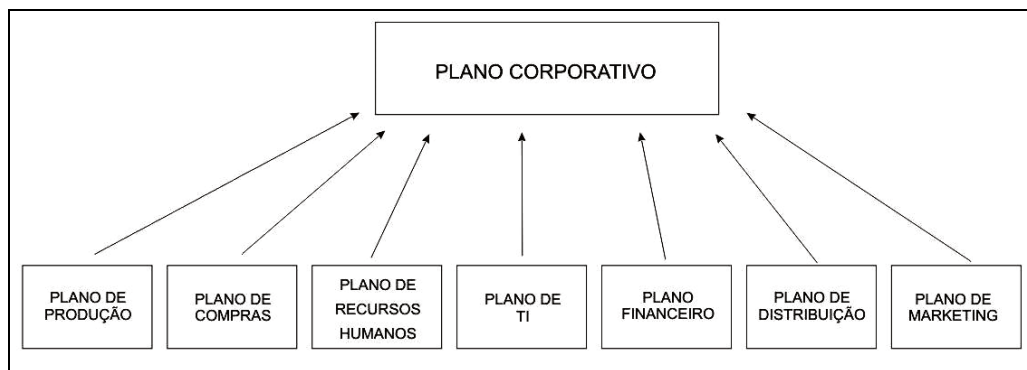 PLANO CORPORATIVO
PLANO DE
PRODUÇÃO
PLANO DE
COMPRAS
PLANO DE
RECURSOS
HUMANOS
PLANO DE
TI
PLANO
FINANCEIRO
PLANO DE
DISTRIBUIÇÃO
PLANO DE
MARKETING